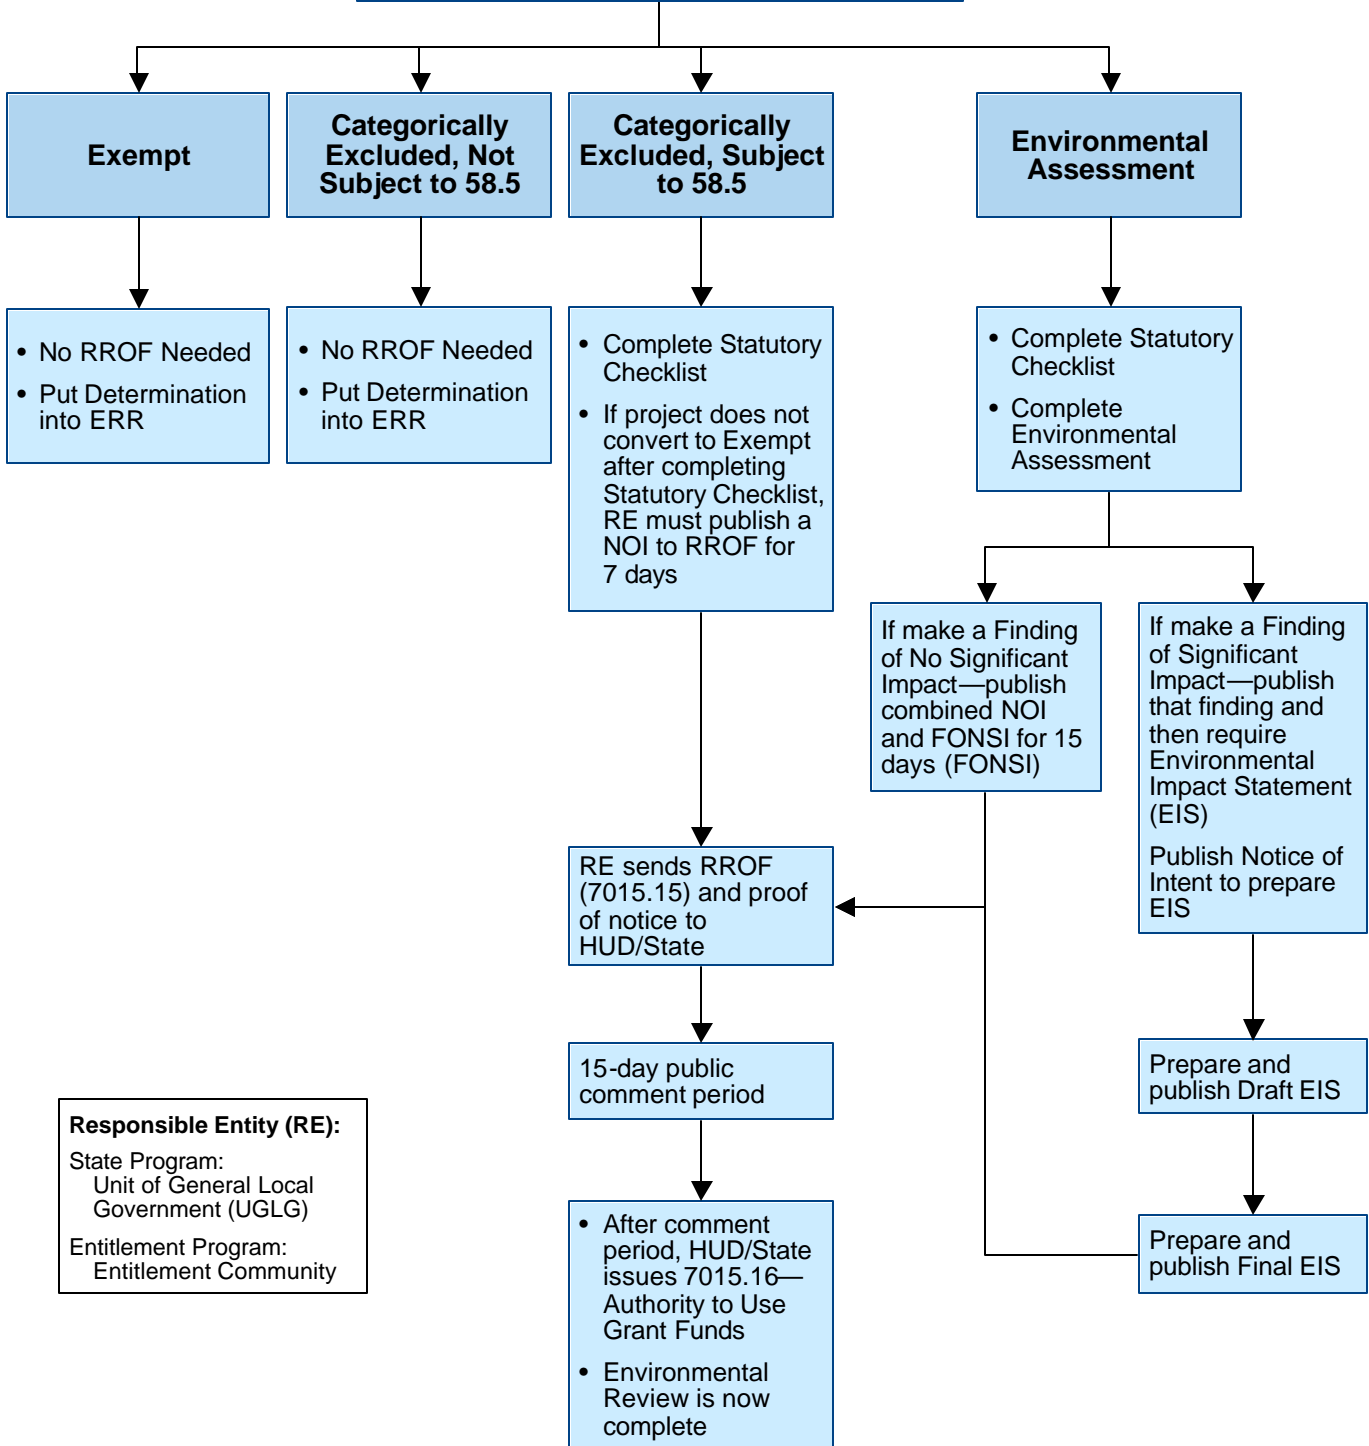 Exempt
Categorically
Excluded, Not
Subject to 58.5
Categorically
Excluded, Subject
to 58.5
Environmental
Assessment
• No RROF Needed
• Put Determination
into ERR
• No RROF Needed
• Put Determination
into ERR
• Complete Statutory
Checklist
• If project does not
convert to Exempt
after completing
Statutory Checklist,
RE must publish a
NOI to RROF for
7 days
• Complete Statutory
Checklist
• Complete
Environmental
Assessment
If make a Finding
of No Significant
Impact—publish
combined NOI
and FONSI for 15
days (FONSI)
If make a Finding
of Significant
Impact—publish
that finding and
then require
Environmental
Impact Statement
(EIS)
Publish Notice of
Intent to prepare
EIS
RE sends RROF
(7015.15) and proof
of notice to
HUD/State
15-day public
comment period
Prepare and
publish Draft EIS
Responsible Entity (RE):
State Program:
Unit of General Local
Government (UGLG)
Entitlement Program:
Entitlement Community
• After comment
period, HUD/State
issues 7015.16—
Authority to Use
Grant Funds
• Environmental
Review is now
complete
Prepare and
publish Final EIS